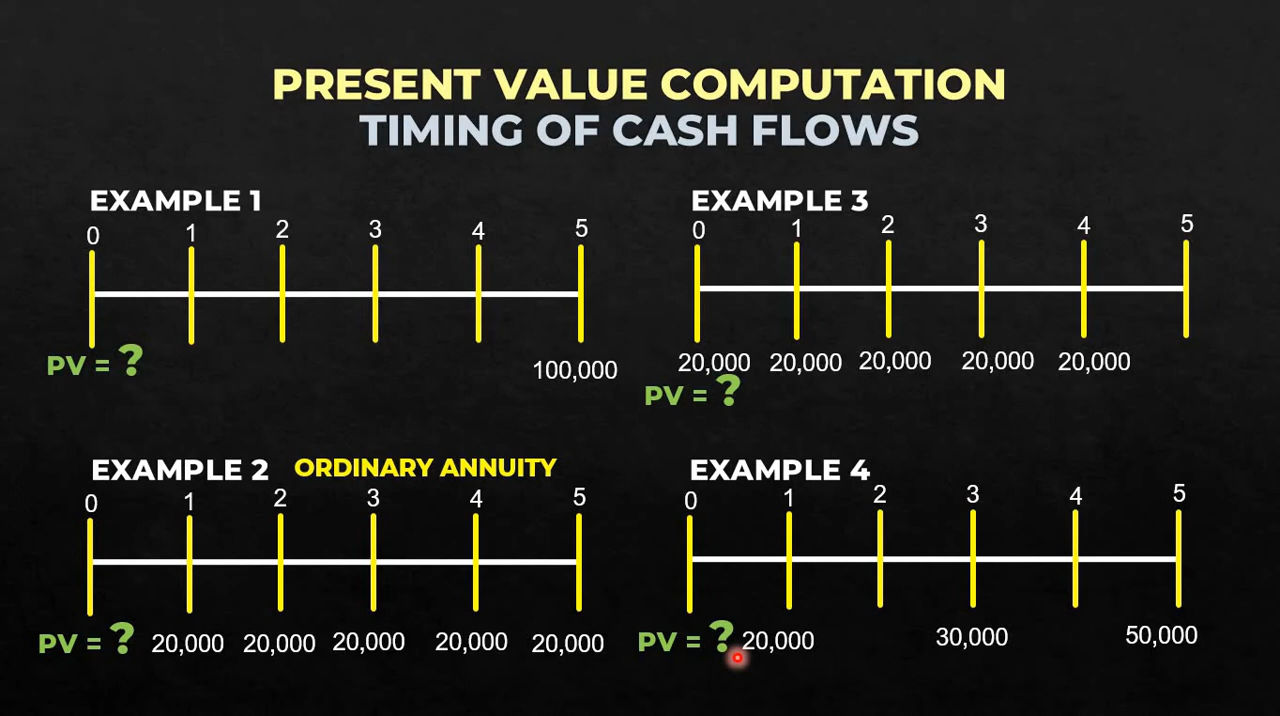 PRESENT VALUE COMPUTATION
TIMING OF CASH FLOWS
EXAMPLE 1
0 1 2 3 4 5
PV = ?
100,000
EXAMPLE 3
0 1 2 3 4 5
20,000 20,000 20,000 20,000 20,000
PV = ?
EXAMPLE 2 ORDINARY ANNUITY
0 1 2 3 4 5
PV = ? 20,000 20,000 20,000 20,000 20,000
EXAMPLE 4
0 1 2 3 4 5
PV = ? 20,000 30,000 50,000